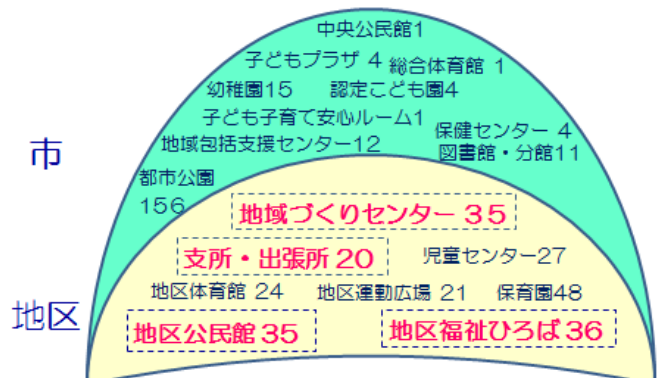 中央公民館1
子どもプラザ 4 総合体育館 1
幼稚園15 認定こども園4
子ども子育て安心ルーム1
地域包括支援センター12
保健センター 4
図書館・分館11
市
都市公園
156
地域づくりセンター 35
支所・出張所 20 児童センター27
地区体育館 24 地区運動広場 21 保育園48
地区
地区公民館 35 地区福祉ひろば 36